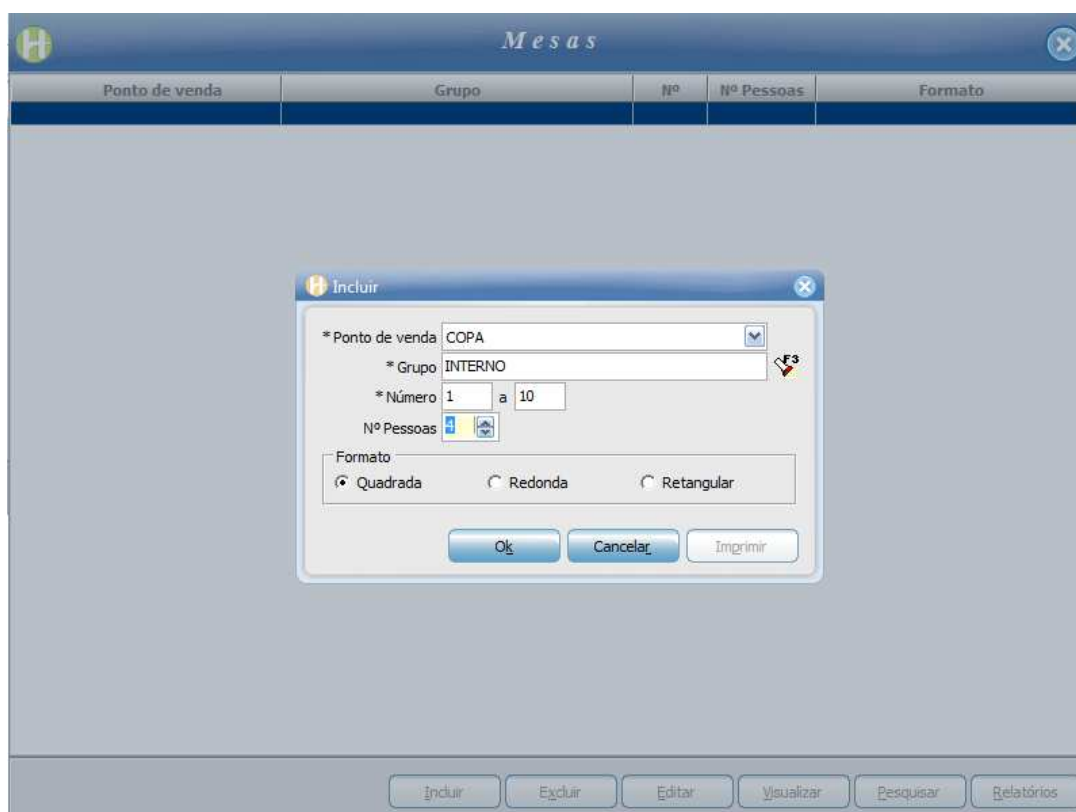 Mesas
Ponto de venda Grupo Nº Nº Pessoas Formato
Incluir
* Ponto de venda COPA
* Grupo INTERNO F3
* Número 1 a 10
Nº Pessoas 4
Formato
Quadrada Redonda Retangular
Ok Cancelar Imprimir
Incluir Excluir Editar Visualizar Pesquisar Relatórios